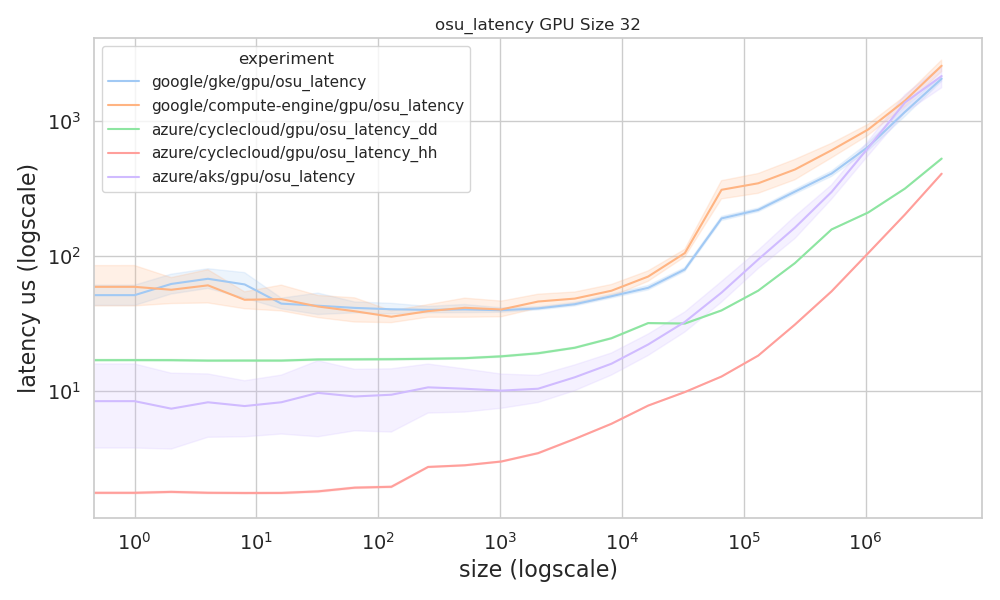 osu_latency GPU Size 32
experiment
google/gke/gpu/osu_latency
google/compute-engine/gpu/osu_latency
azure/cyclecloud/gpu/osu_latency_dd
azure/cyclecloud/gpu/osu_latency_hh
azure/aks/gpu/osu_latency
latency us (logscale)
10³
10²
10¹
10⁰ 10¹ 10² 10³ 10⁴ 10⁵ 10⁶
size (logscale)